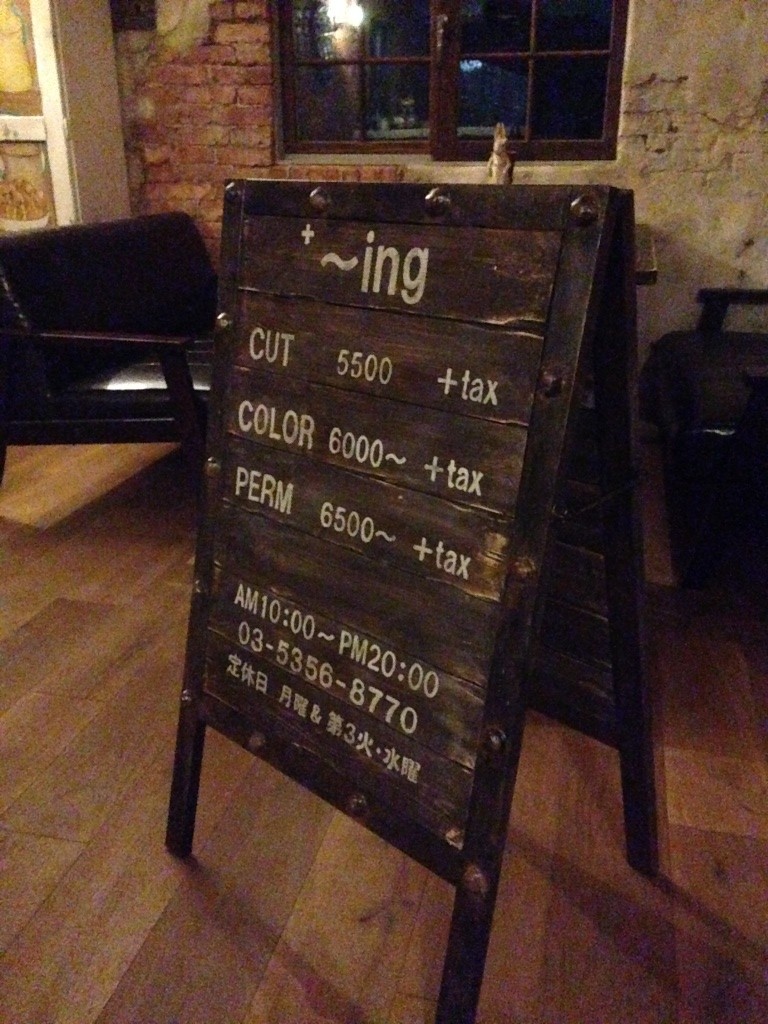 +~ing
CUT 5500 +tax
COLOR 6000~ +tax
PERM 6500~ +tax
AM10:00~PM20:00
03-5356-8770
定休日 月曜&第3火・水曜